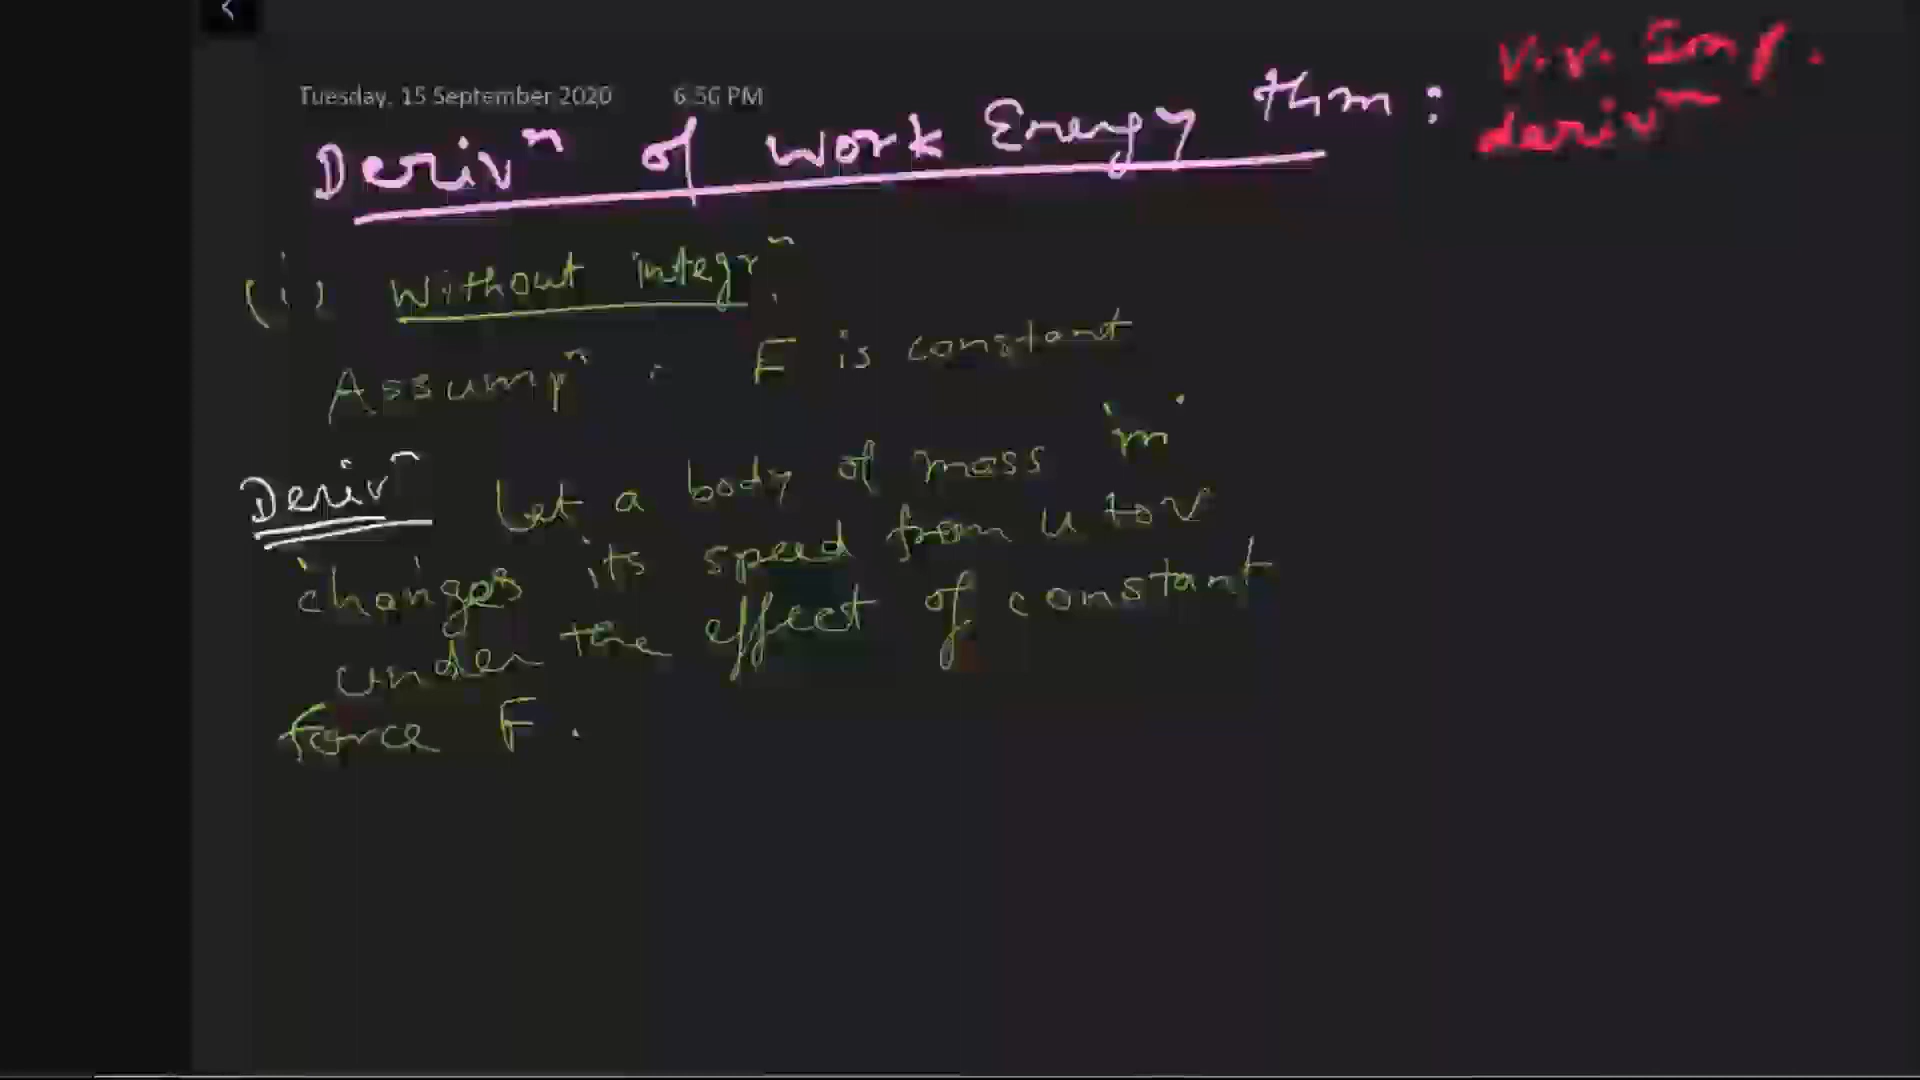 Tuesday, 15 September 2020 6:56 PM
V.V. Imp.
derivⁿ
Derivⁿ of Work Energy thm:
(i) Without integrⁿ.
Assumpⁿ. F is constant
Derivⁿ Let a body of mass 'm'
changes its speed from u to v
under the effect of constant
force F.